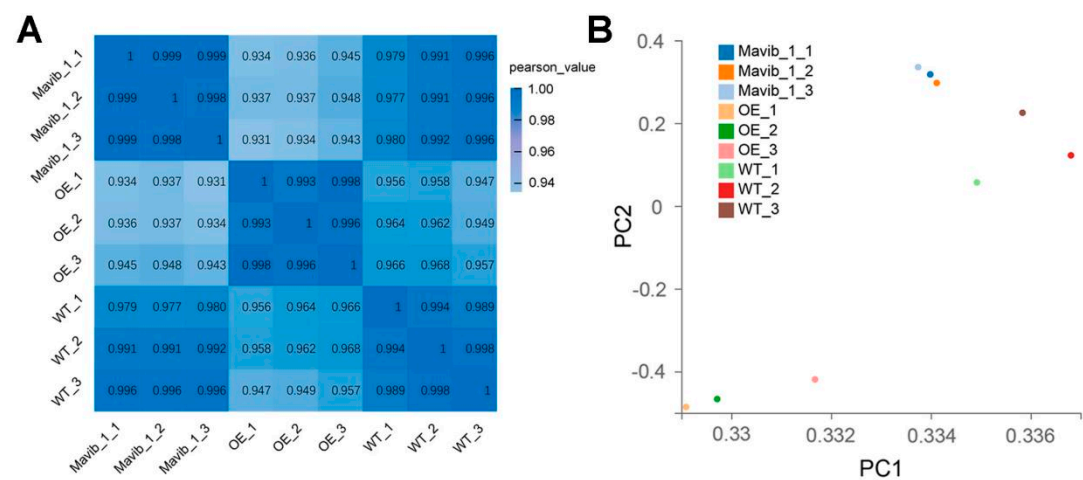 A
Mavib_1_1 1 0.999 0.999 0.934 0.936 0.945 0.979 0.991 0.996
Mavib_1_2 0.999 1 0.998 0.937 0.937 0.948 0.977 0.991 0.996
Mavib_1_3 0.999 0.998 1 0.931 0.934 0.943 0.980 0.992 0.996
OE_1 0.934 0.937 0.931 1 0.993 0.998 0.956 0.958 0.947
OE_2 0.936 0.937 0.934 0.993 1 0.996 0.964 0.962 0.949
OE_3 0.945 0.948 0.943 0.998 0.996 1 0.966 0.968 0.957
WT_1 0.979 0.977 0.980 0.956 0.964 0.966 1 0.994 0.989
WT_2 0.991 0.991 0.992 0.958 0.962 0.968 0.994 1 0.998
WT_3 0.996 0.996 0.996 0.947 0.949 0.957 0.989 0.998 1
Mavib_1_1 Mavib_1_2 Mavib_1_3 OE_1 OE_2 OE_3 WT_1 WT_2 WT_3
pearson_value
1.00
0.98
0.96
0.94
B
PC2
0.4
0.2
0
-0.2
-0.4
Mavib_1_1
Mavib_1_2
Mavib_1_3
OE_1
OE_2
OE_3
WT_1
WT_2
WT_3
0.33 0.332 0.334 0.336
PC1